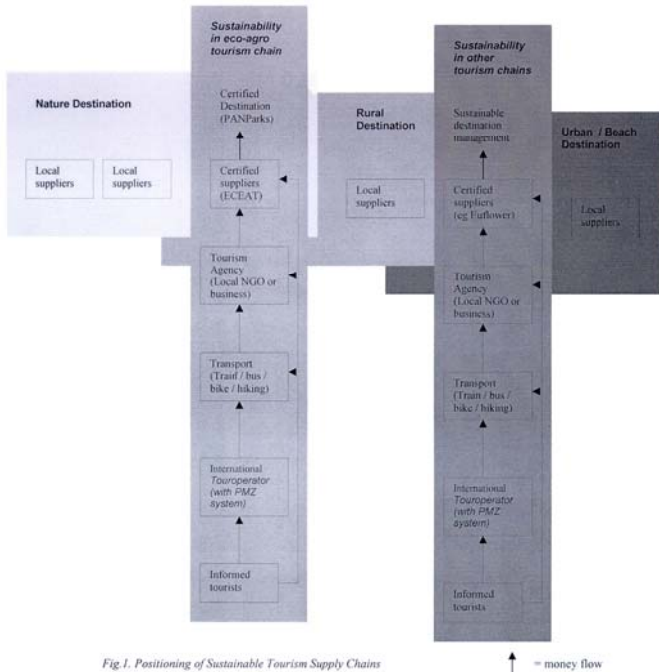 Sustainability
in eco-agro
tourism chain
Sustainability
in other
tourism chains
Nature Destination
Certified
Destination
(PANParks)
Rural
Destination
Sustainable
destination
management
Urban / Beach
Destination
Local
suppliers
Local
suppliers
Certified
suppliers
(ECEAT)
Local
suppliers
Certified
suppliers
(eg Euflower)
Local
suppliers
Tourism
Agency
(Local NGO or
business)
Tourism
Agency
(Local NGO or
business)
Transport
(Train / bus /
bike / hiking)
Transport
(Train / bus /
bike / hiking)
International
Touroperator
(with PMZ
system)
International
Touroperator
(with PMZ
system)
Informed
tourists
Informed
tourists
Fig.1. Positioning of Sustainable Tourism Supply Chains
= money flow